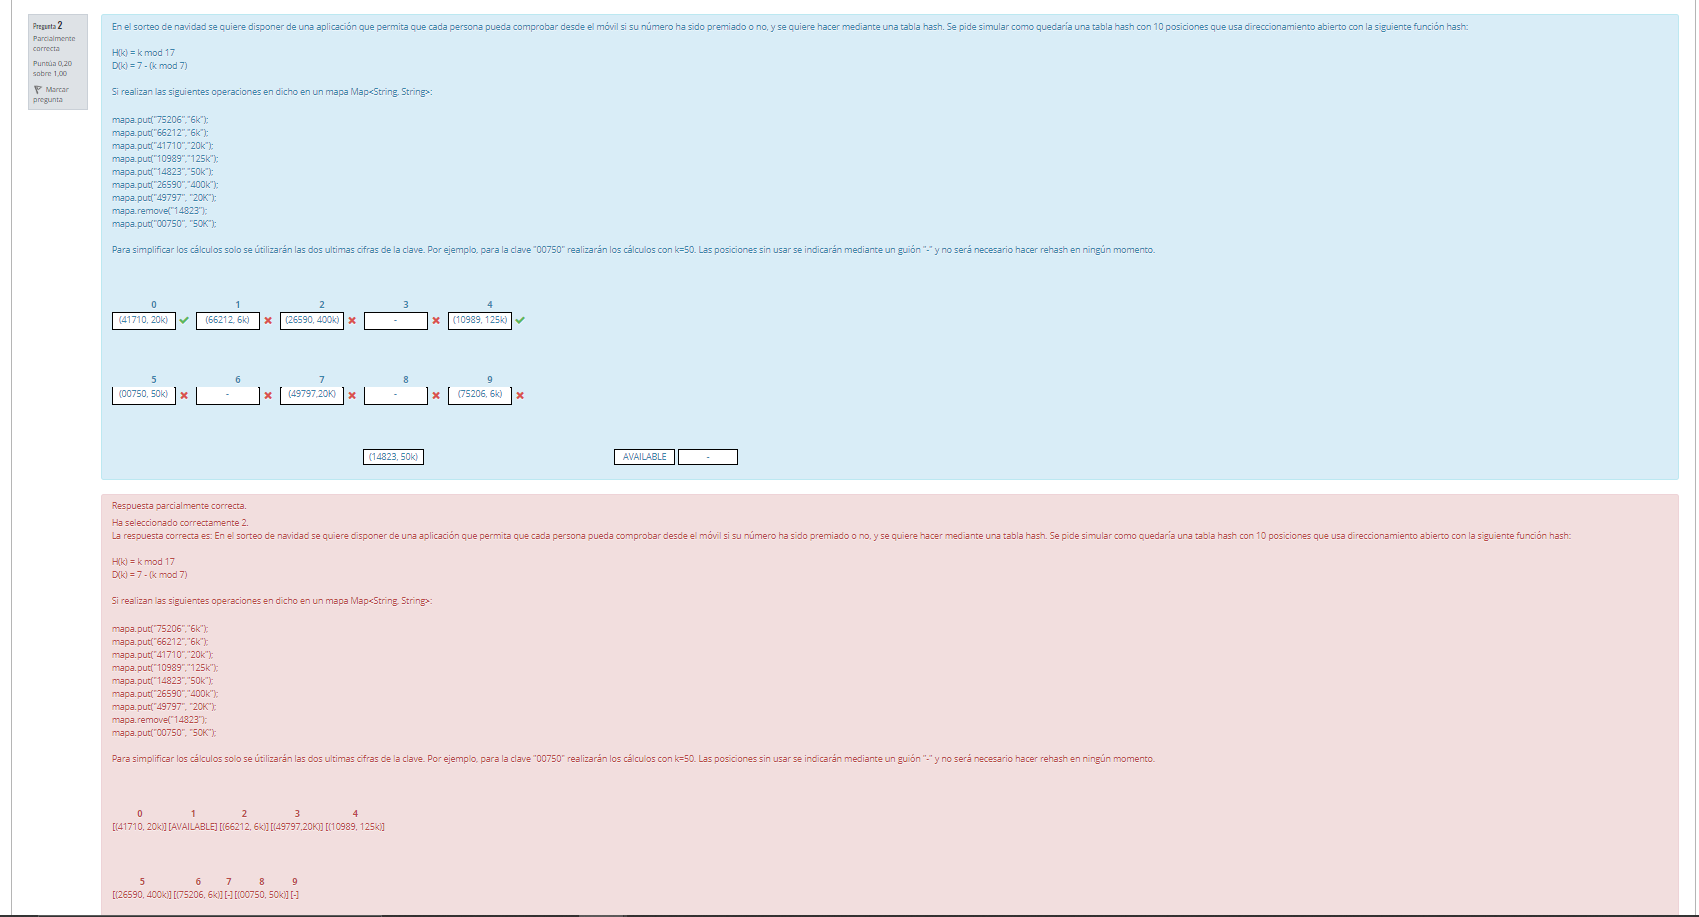 Pregunta 2
Parcialmente
correcta
Puntúa 0,20
sobre 1,00
Marcar
pregunta
En el sorteo de navidad se quiere disponer de una aplicación que permita que cada persona pueda comprobar desde el móvil si su número ha sido premiado o no, y se quiere hacer mediante una tabla hash. Se pide simular como quedaría una tabla hash con 10 posiciones que usa direccionamiento abierto con la siguiente función hash:
H(k) = k mod 17
D(k) = 7 - (k mod 7)
Si realizan las siguientes operaciones en dicho en un mapa Map<String, String>:
mapa.put("75206","6k");
mapa.put("66212","6k");
mapa.put("41710","20k");
mapa.put("10989","125k");
mapa.put("14823","50k");
mapa.put("26590","400k");
mapa.put("49797", "20K");
mapa.remove("14823");
mapa.put("00750", "50K");
Para simplificar los cálculos solo se útilizarán las dos ultimas cifras de la clave. Por ejemplo, para la clave "00750" realizarán los cálculos con k=50. Las posiciones sin usar se indicarán mediante un guión "-" y no será necesario hacer rehash en ningún momento.
0 1 2 3 4
(41710, 20k) (66212, 6k) (26590, 400k) - (10989, 125k)
5 6 7 8 9
(00750, 50k) - (49797,20K) - (75206, 6k)
(14823, 50k) AVAILABLE -
Respuesta parcialmente correcta.
Ha seleccionado correctamente 2.
La respuesta correcta es: En el sorteo de navidad se quiere disponer de una aplicación que permita que cada persona pueda comprobar desde el móvil si su número ha sido premiado o no, y se quiere hacer mediante una tabla hash. Se pide simular como quedaría una tabla hash con 10 posiciones que usa direccionamiento abierto con la siguiente función hash:
H(k) = k mod 17
D(k) = 7 - (k mod 7)
Si realizan las siguientes operaciones en dicho en un mapa Map<String, String>:
mapa.put("75206","6k");
mapa.put("66212","6k");
mapa.put("41710","20k");
mapa.put("10989","125k");
mapa.put("14823","50k");
mapa.put("26590","400k");
mapa.put("49797", "20K");
mapa.remove("14823");
mapa.put("00750", "50K");
Para simplificar los cálculos solo se útilizarán las dos ultimas cifras de la clave. Por ejemplo, para la clave "00750" realizarán los cálculos con k=50. Las posiciones sin usar se indicarán mediante un guión "-" y no será necesario hacer rehash en ningún momento.
0 1 2 3 4
[(41710, 20k)] [AVAILABLE] [(66212, 6k)] [(49797,20K)] [(10989, 125k)]
5 6 7 8 9
[(26590, 400k)] [(75206, 6k)] [-] [(00750, 50k)] [-]